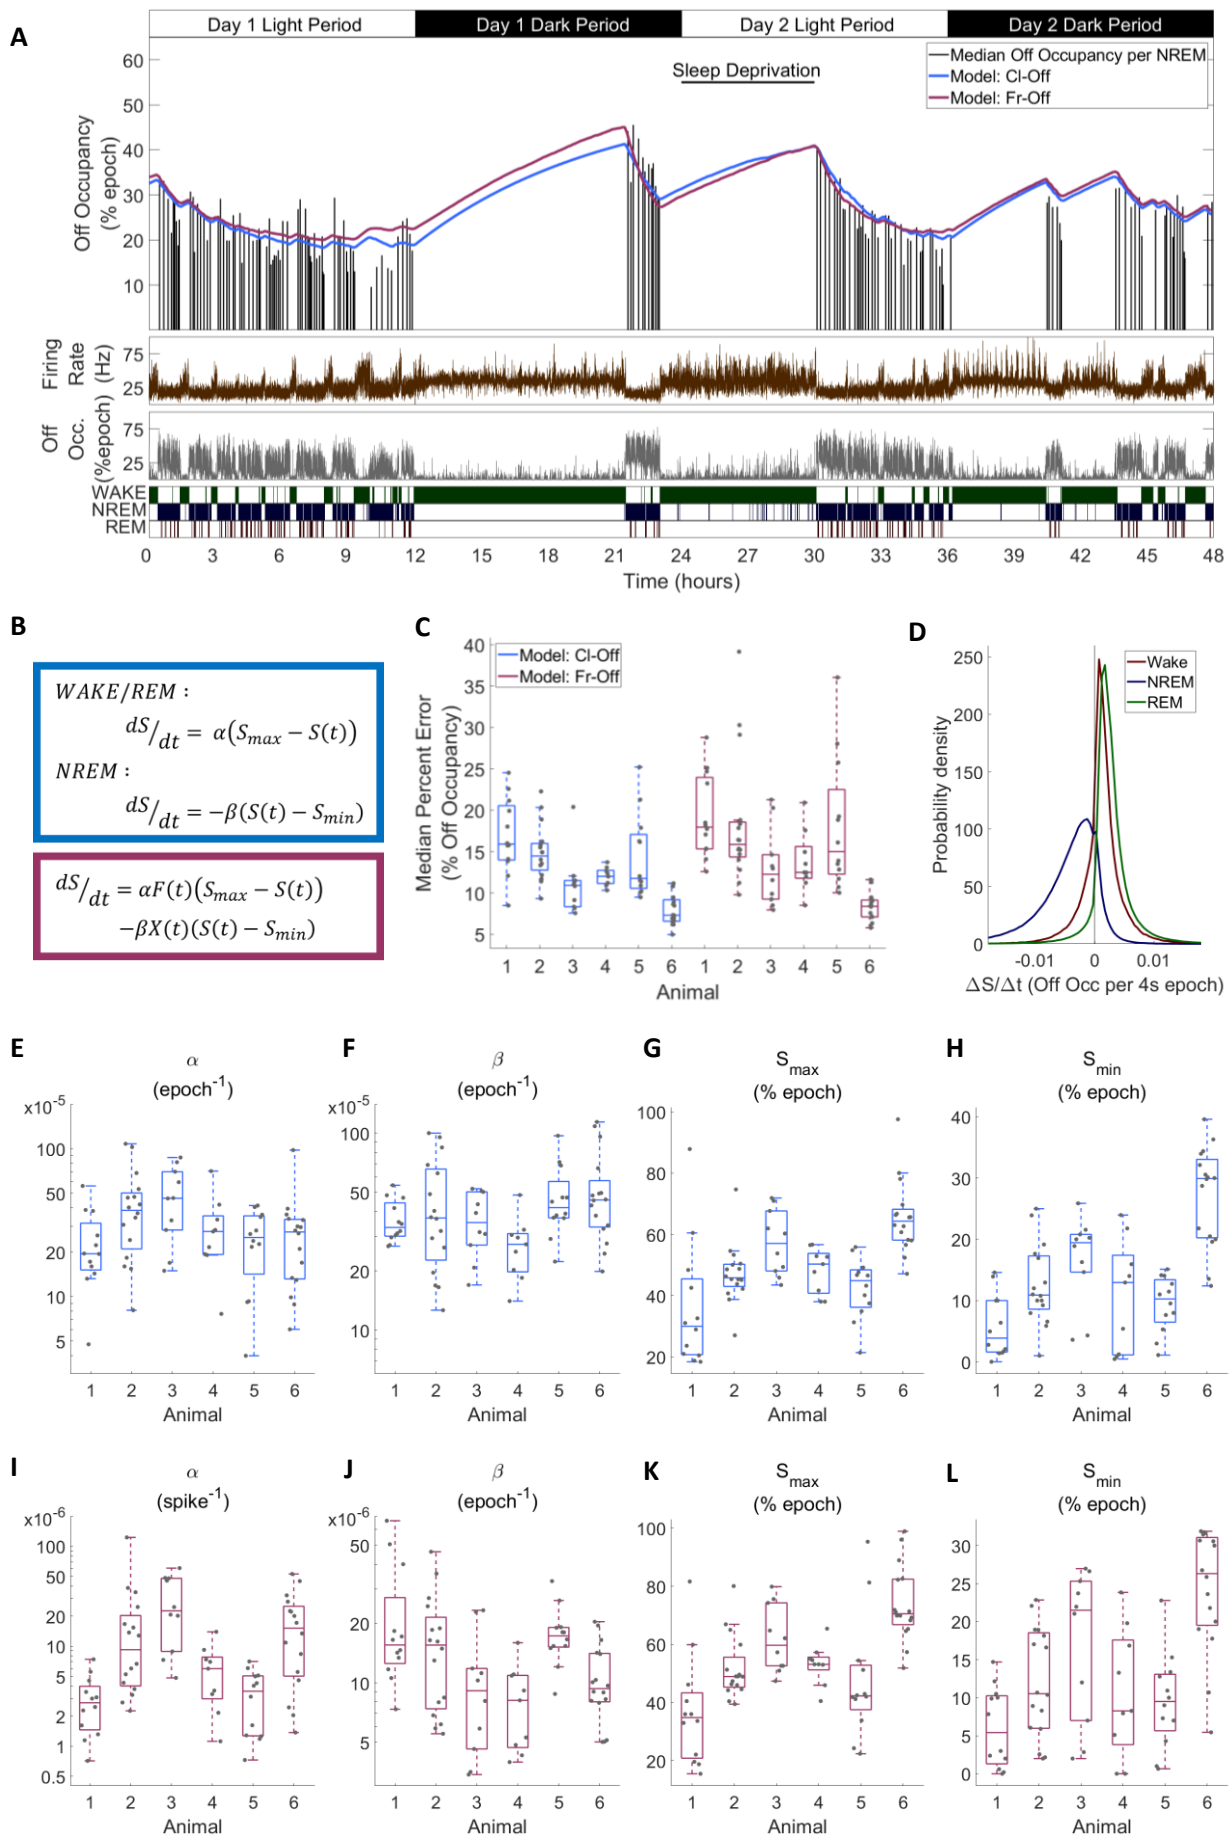 A
Day 1 Light Period
Day 1 Dark Period
Day 2 Light Period
Day 2 Dark Period
Sleep Deprivation
Median Off Occupancy per NREM
Model: Cl-Off
Model: Fr-Off
Off Occupancy
(% epoch)
60
50
40
30
20
10
Firing
Rate
(Hz)
75
25
Off
Occ.
(%epoch)
75
25
WAKE
NREM
REM
0 3 6 9 12 15 18 21 24 27 30 33 36 39 42 45 48
Time (hours)
B
WAKE/REM :
dS/dt = α(Smax − S(t))
NREM :
dS/dt = −β(S(t) − Smin)
dS/dt = αF(t)(Smax − S(t))
−βX(t)(S(t) − Smin)
C
Model: Cl-Off
Model: Fr-Off
Median Percent Error
(% Off Occupancy)
40
35
30
25
20
15
10
5
1 2 3 4 5 6 1 2 3 4 5 6
Animal
D
Wake
NREM
REM
Probability density
250
200
150
100
50
0
-0.01 0 0.01
ΔS/Δt (Off Occ per 4s epoch)
E
α
(epoch-1)
x10-5
100
50
20
10
5
1 2 3 4 5 6
Animal
F
β
(epoch-1)
x10-5
100
50
20
10
1 2 3 4 5 6
Animal
G
Smax
(% epoch)
100
80
60
40
20
1 2 3 4 5 6
Animal
H
Smin
(% epoch)
40
30
20
10
0
1 2 3 4 5 6
Animal
I
α
(spike-1)
x10-6
100
50
20
10
5
2
1
0.5
1 2 3 4 5 6
Animal
J
β
(epoch-1)
x10-6
50
20
10
5
1 2 3 4 5 6
Animal
K
Smax
(% epoch)
100
80
60
40
20
1 2 3 4 5 6
Animal
L
Smin
(% epoch)
30
25
20
15
10
5
0
1 2 3 4 5 6
Animal